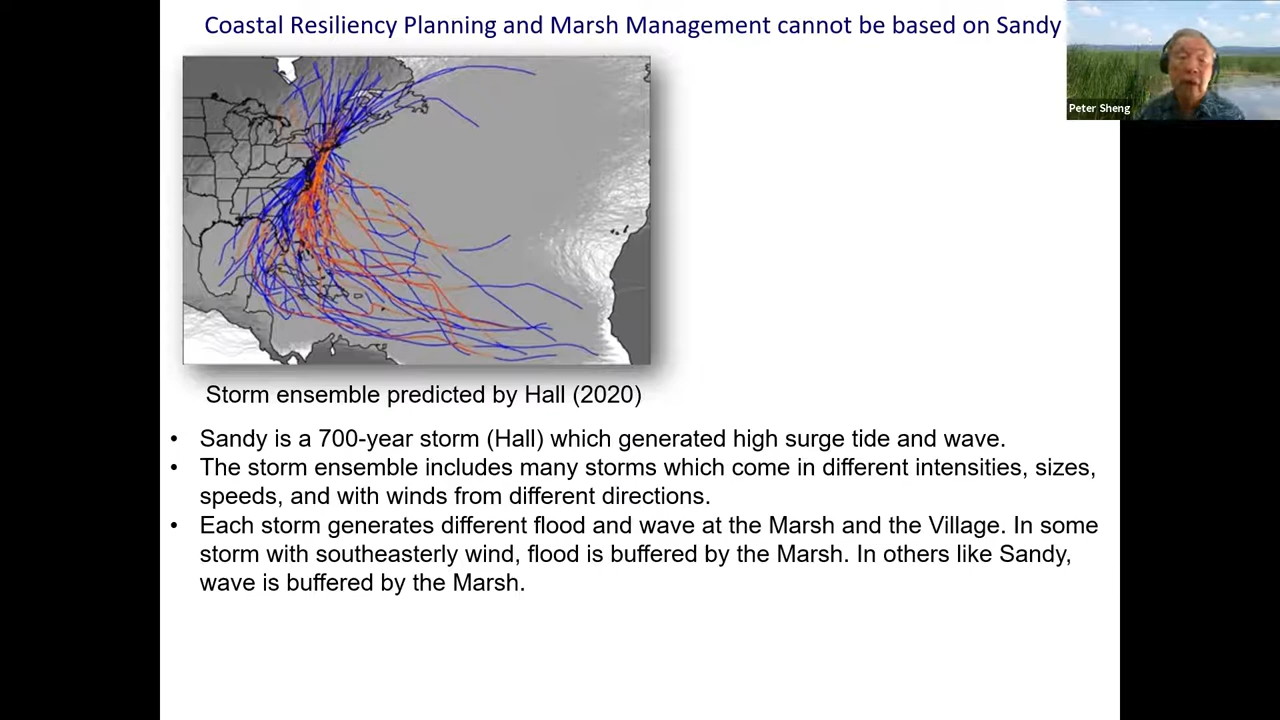 Coastal Resiliency Planning and Marsh Management cannot be based on Sandy
Peter Sheng
Storm ensemble predicted by Hall (2020)
• Sandy is a 700-year storm (Hall) which generated high surge tide and wave.
• The storm ensemble includes many storms which come in different intensities, sizes,
speeds, and with winds from different directions.
• Each storm generates different flood and wave at the Marsh and the Village. In some
storm with southeasterly wind, flood is buffered by the Marsh. In others like Sandy,
wave is buffered by the Marsh.